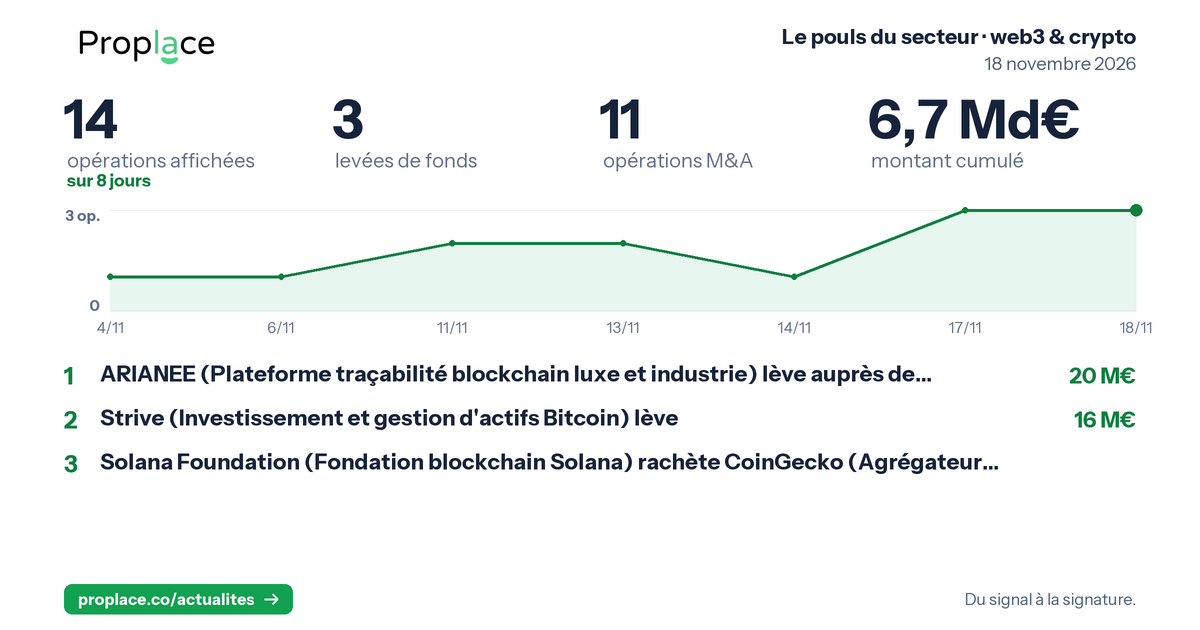 Proplace
Le pouls du secteur · web3 & crypto
18 novembre 2026
14
opérations affichées
sur 8 jours
3
levées de fonds
11
opérations M&A
6,7 Md€
montant cumulé
3 op.
0
4/11
6/11
11/11
13/11
14/11
17/11
18/11
1 ARIANEE (Plateforme traçabilité blockchain luxe et industrie) lève auprès de... 20 M€
2 Strive (Investissement et gestion d'actifs Bitcoin) lève 16 M€
3 Solana Foundation (Fondation blockchain Solana) rachète CoinGecko (Agrégateur...
proplace.co/actualites →
Du signal à la signature.